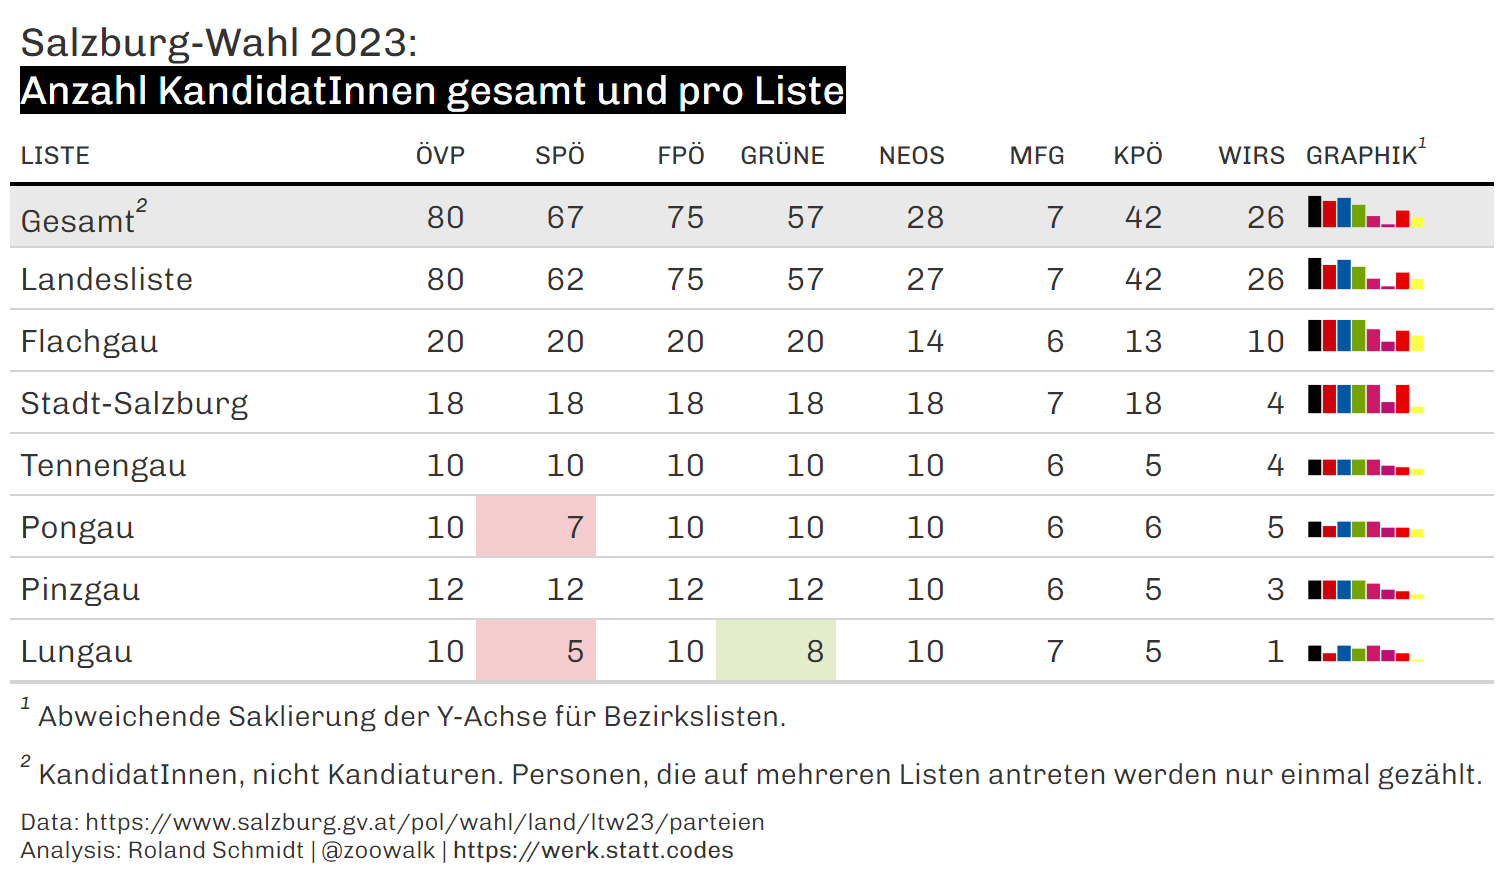 Salzburg-Wahl 2023:
Anzahl KandidatInnen gesamt und pro Liste
LISTE ÖVP SPÖ FPÖ GRÜNE NEOS MFG KPÖ WIRS GRAPHIK¹
Gesamt² 80 67 75 57 28 7 42 26
Landesliste 80 62 75 57 27 7 42 26
Flachgau 20 20 20 20 14 6 13 10
Stadt-Salzburg 18 18 18 18 18 7 18 4
Tennengau 10 10 10 10 10 6 5 4
Pongau 10 7 10 10 10 6 6 5
Pinzgau 12 12 12 12 10 6 5 3
Lungau 10 5 10 8 10 7 5 1
¹ Abweichende Saklierung der Y-Achse für Bezirkslisten.
² KandidatInnen, nicht Kandiaturen. Personen, die auf mehreren Listen antreten werden nur einmal gezählt.
Data: https://www.salzburg.gv.at/pol/wahl/land/ltw23/parteien
Analysis: Roland Schmidt | @zoowalk | https://werk.statt.codes